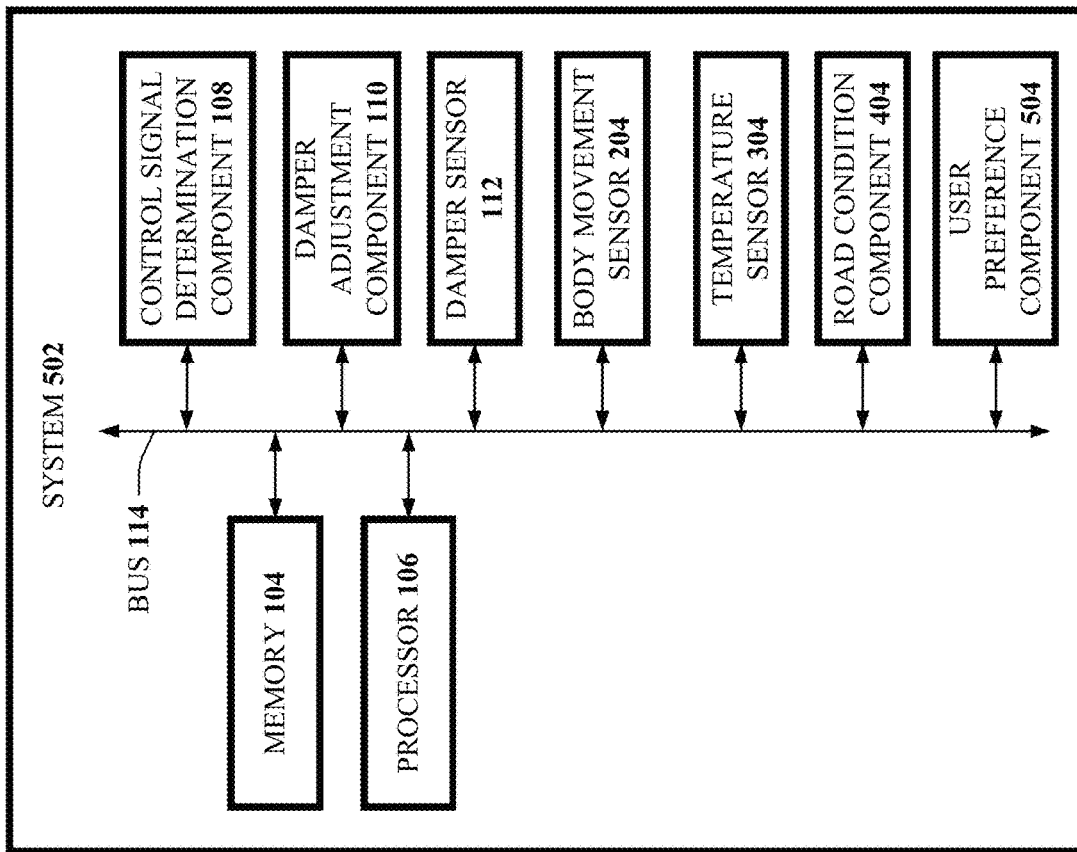 SYSTEM 502
BUS 114
MEMORY 104
PROCESSOR 106
CONTROL SIGNAL
DETERMINATION
COMPONENT 108
DAMPER
ADJUSTMENT
COMPONENT 110
DAMPER SENSOR
112
BODY MOVEMENT
SENSOR 204
TEMPERATURE
SENSOR 304
ROAD CONDITION
COMPONENT 404
USER
PREFERENCE
COMPONENT 504